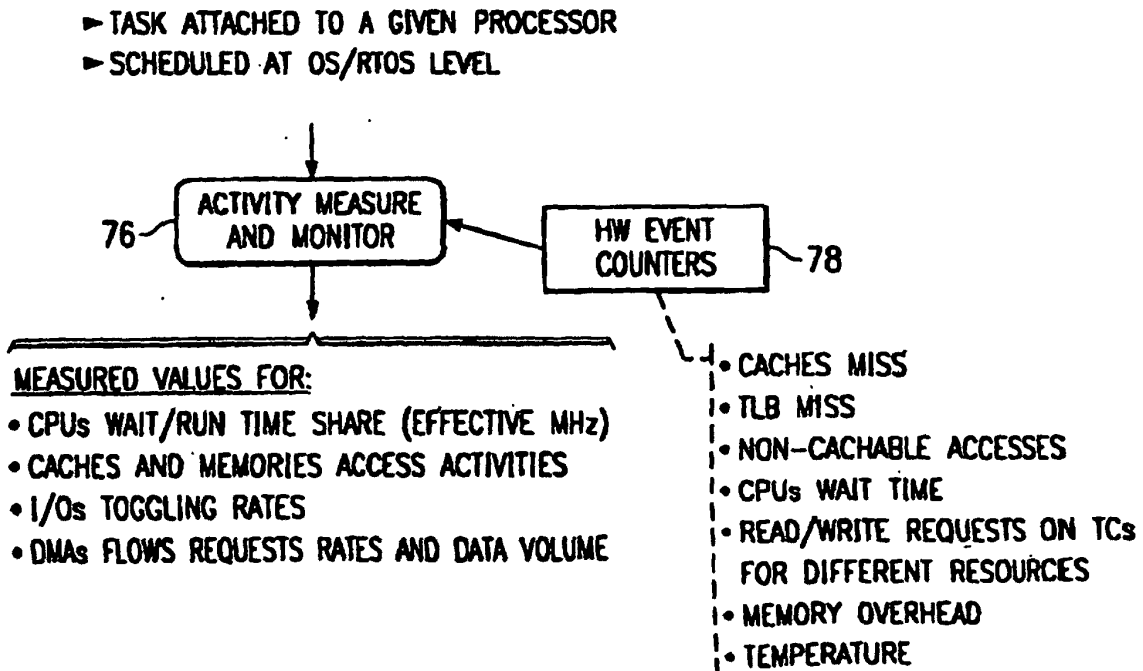 ► TASK ATTACHED TO A GIVEN PROCESSOR
► SCHEDULED AT OS/RTOS LEVEL
76
ACTIVITY MEASURE
AND MONITOR
HW EVENT
COUNTERS
78
MEASURED VALUES FOR:
• CPUs WAIT/RUN TIME SHARE (EFFECTIVE MHz)
• CACHES AND MEMORIES ACCESS ACTIVITIES
• I/Os TOGGLING RATES
• DMAs FLOWS REQUESTS RATES AND DATA VOLUME
• CACHES MISS
• TLB MISS
• NON-CACHABLE ACCESSES
• CPUs WAIT TIME
• READ/WRITE REQUESTS ON TCs
FOR DIFFERENT RESOURCES
• MEMORY OVERHEAD
• TEMPERATURE